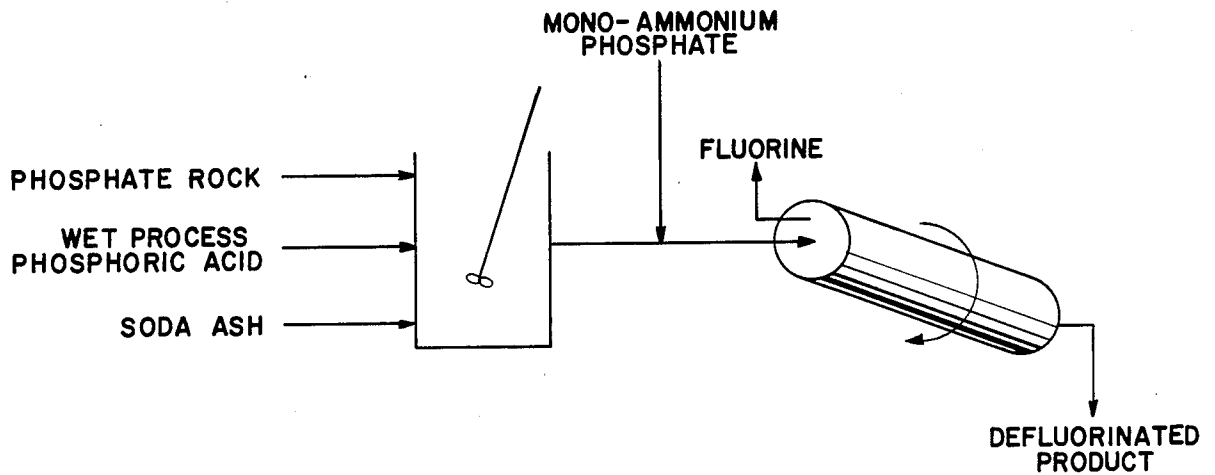 MONO-AMMONIUM
PHOSPHATE
FLUORINE
PHOSPHATE ROCK
WET PROCESS
PHOSPHORIC ACID
SODA ASH
DEFLUORINATED
PRODUCT